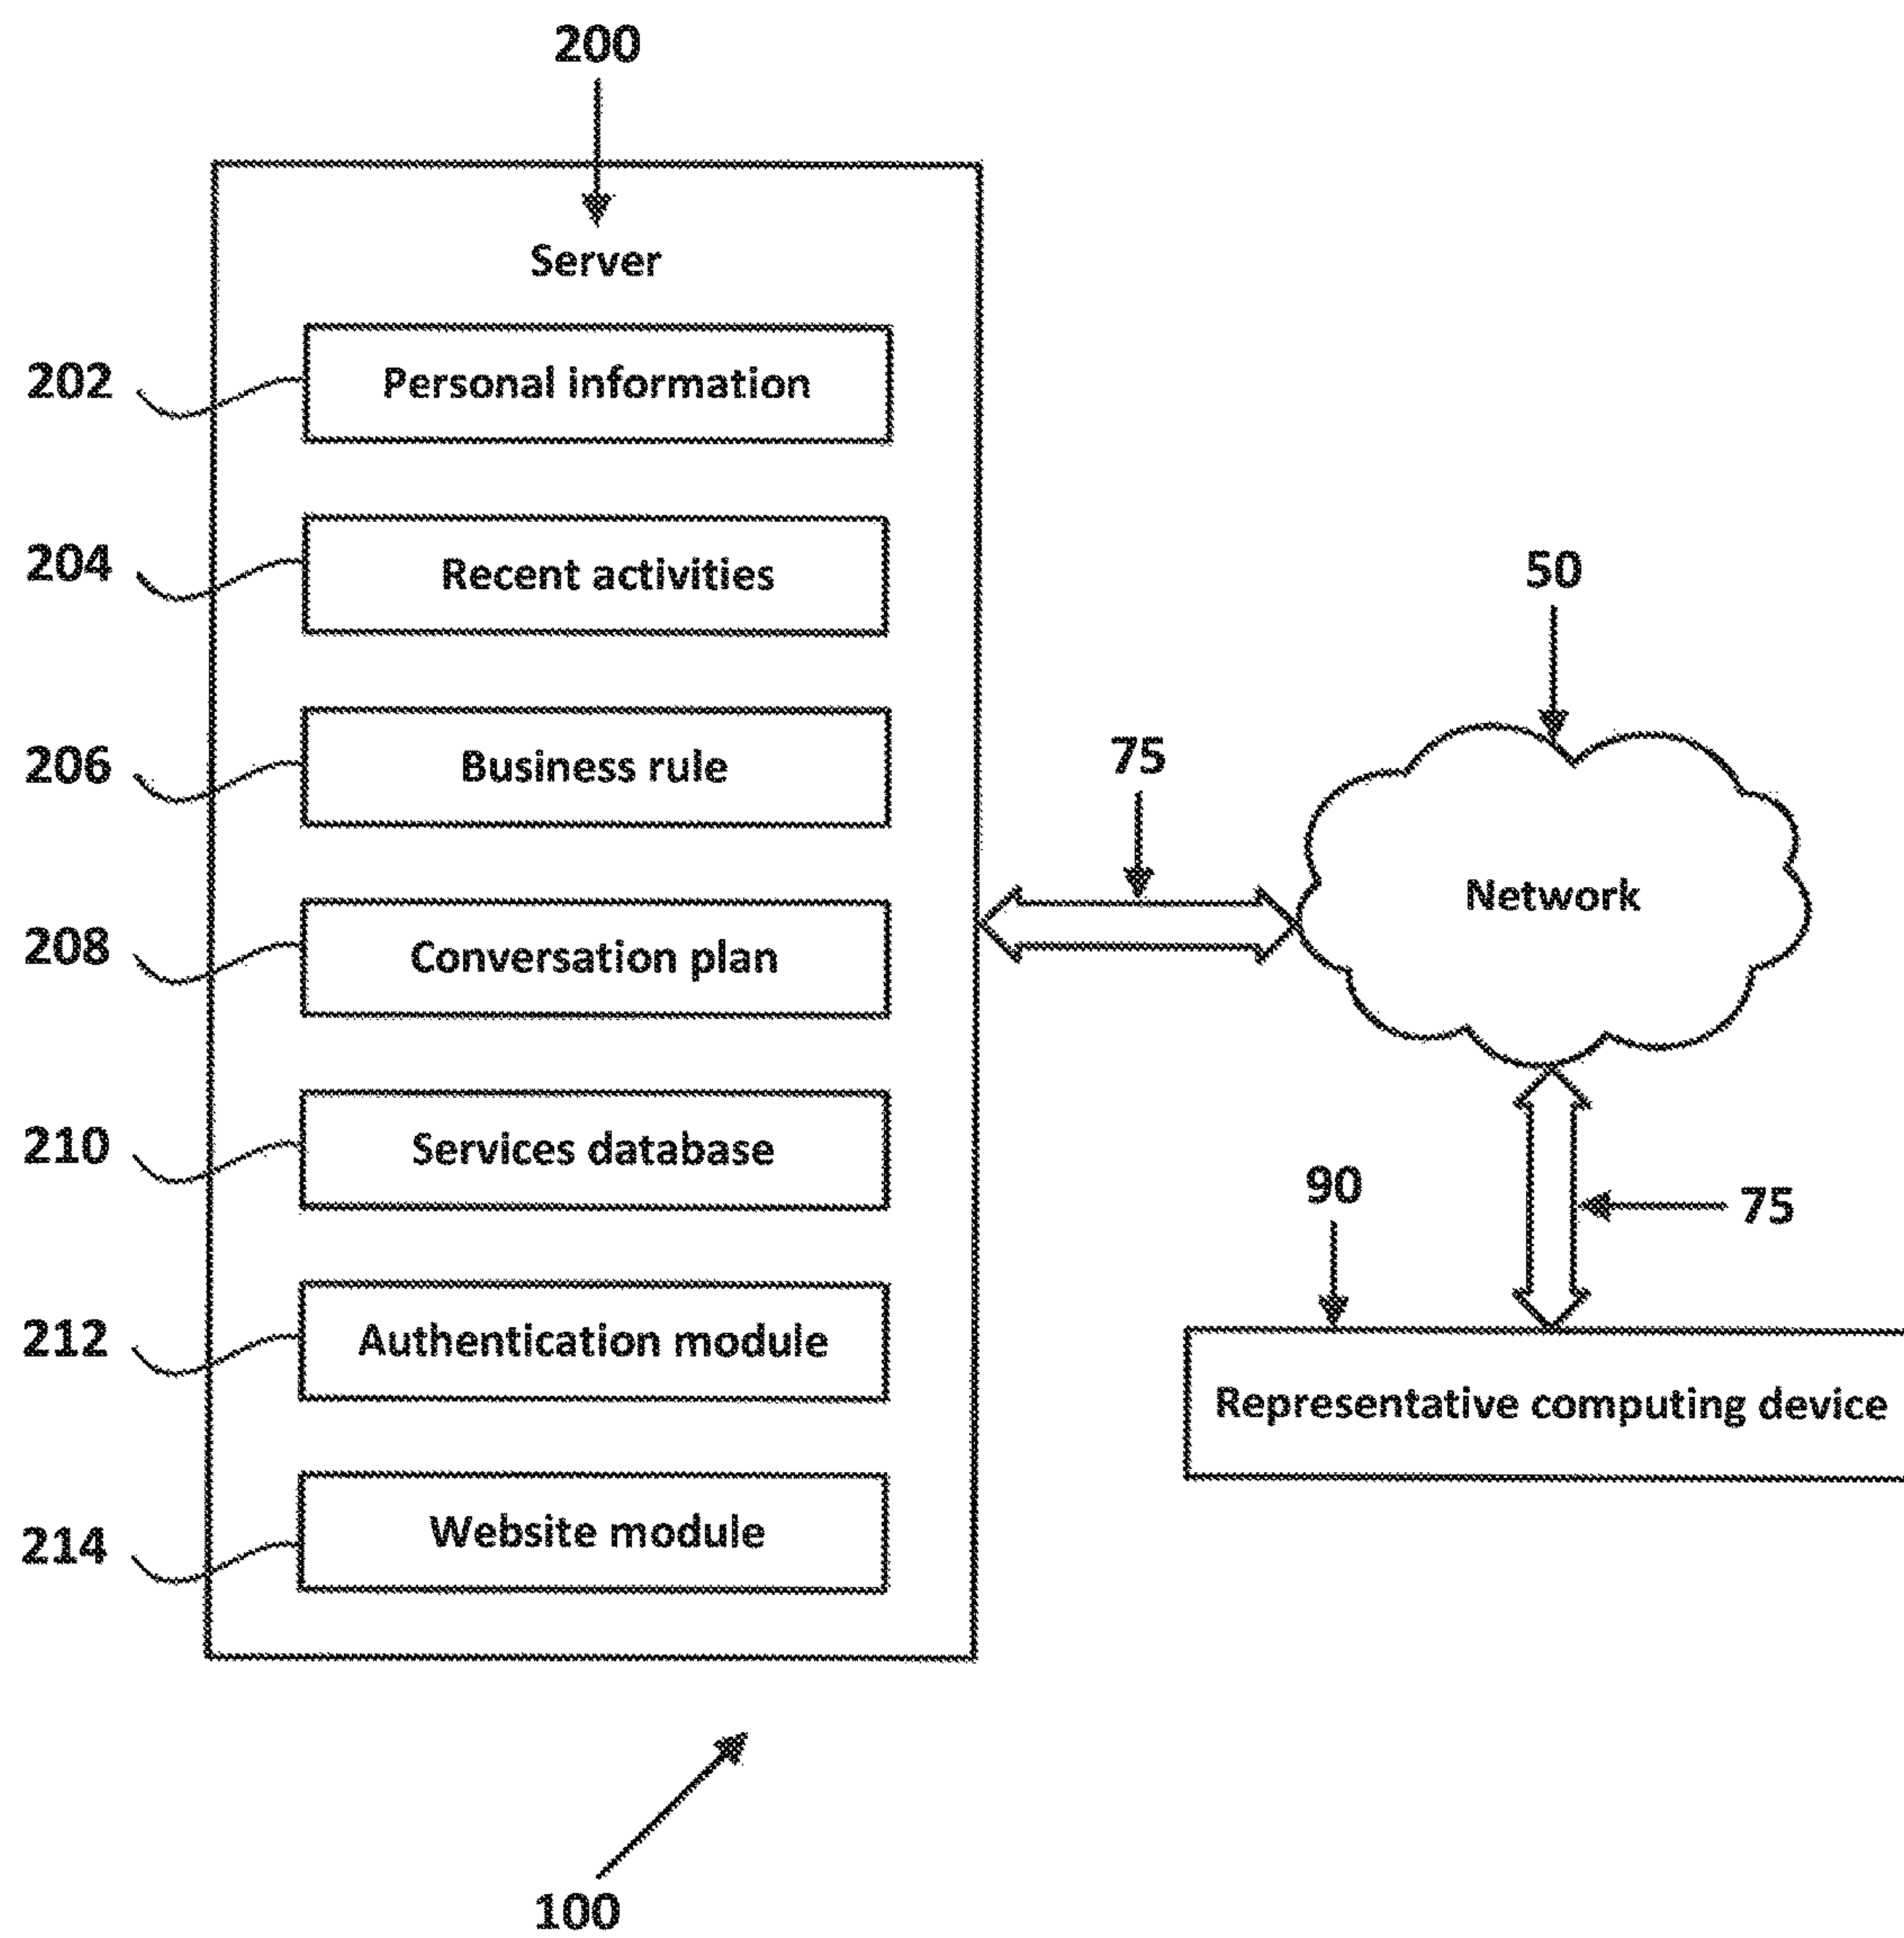 200
Server
202
Personal information
204
Recent activities
206
Business rule
208
Conversation plan
210
Services database
212
Authentication module
214
Website module
50
75
Network
90
75
Representative computing device
100